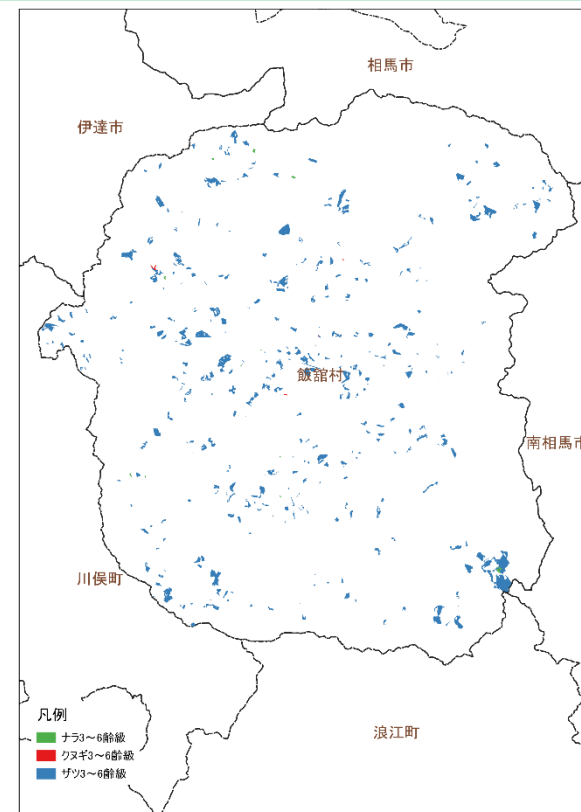 相馬市
伊達市
飯舘村
南相馬市
川俣町
浪江町
凡例
ナラ3～6齢級
クヌギ3～6齢級
ザツ3～6齢級